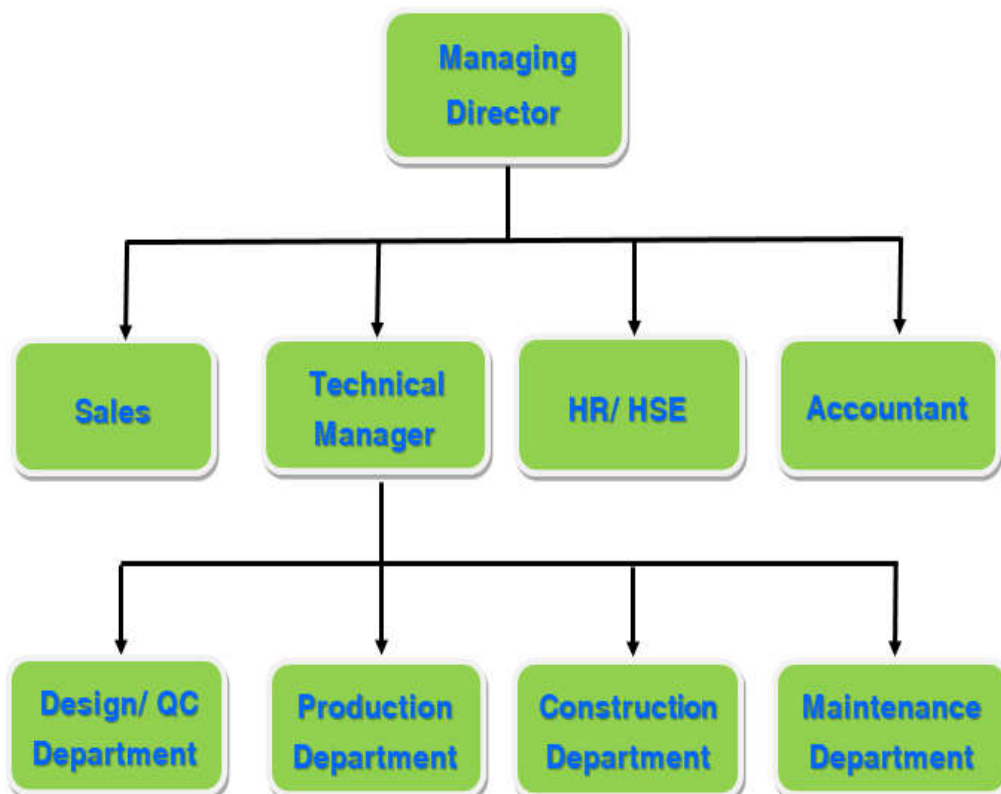 Managing
Director
Sales
Technical
Manager
HR/ HSE
Accountant
Design/ QC
Department
Production
Department
Construction
Department
Maintenance
Department